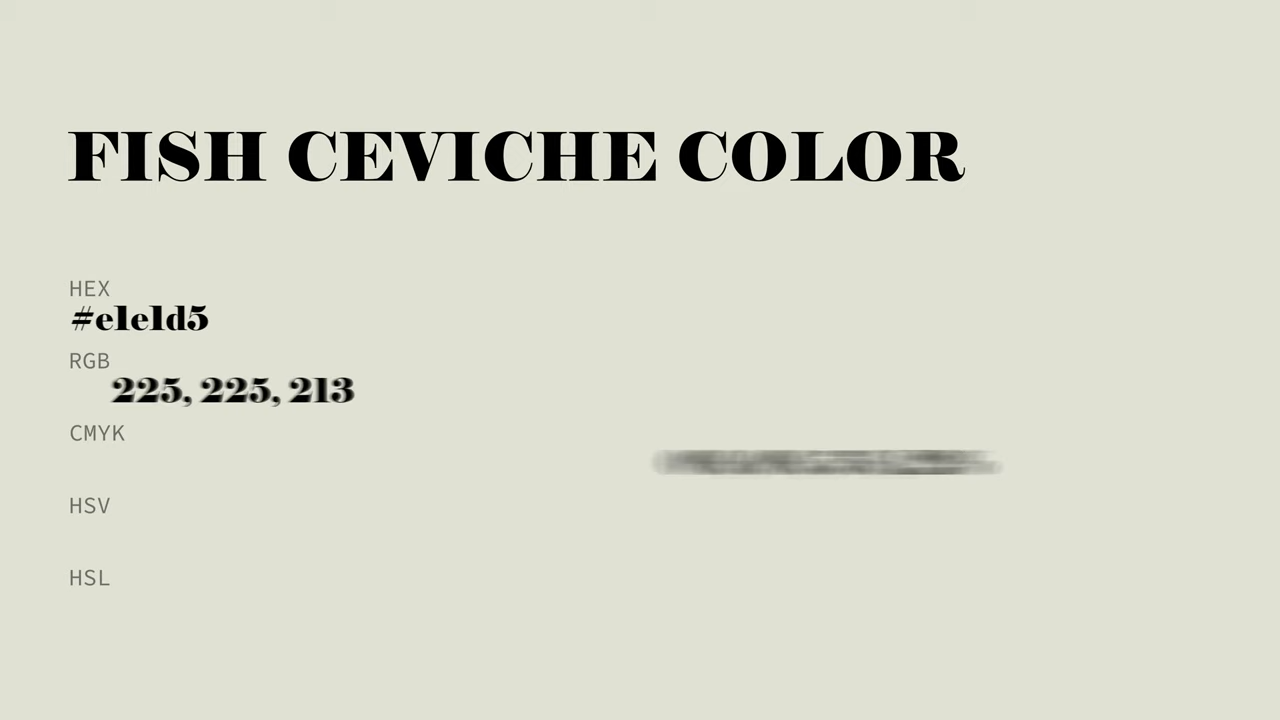 FISH CEVICHE COLOR
HEX
#e1e1d5
RGB
225, 225, 213
CMYK
HSV
HSL